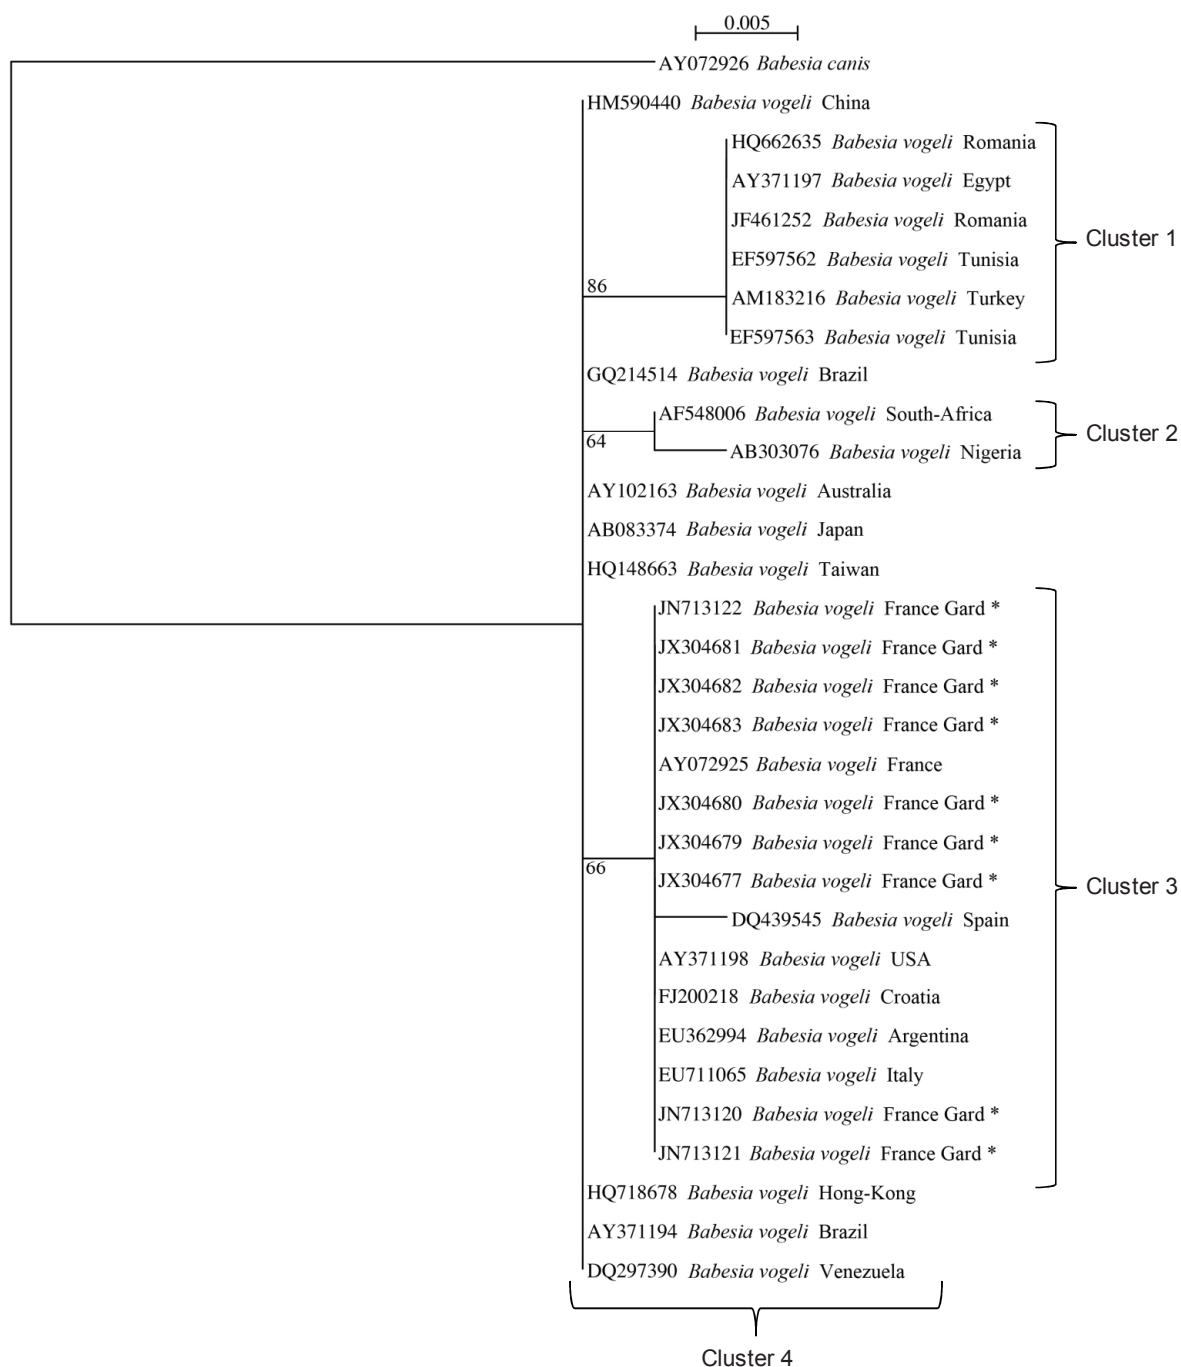 0.005
AY072926 Babesia canis
HM590440 Babesia vogeli China
HQ662635 Babesia vogeli Romania
AY371197 Babesia vogeli Egypt
JF461252 Babesia vogeli Romania
Cluster 1
EF597562 Babesia vogeli Tunisia
86
AM183216 Babesia vogeli Turkey
EF597563 Babesia vogeli Tunisia
GQ214514 Babesia vogeli Brazil
AF548006 Babesia vogeli South-Africa
Cluster 2
64
AB303076 Babesia vogeli Nigeria
AY102163 Babesia vogeli Australia
AB083374 Babesia vogeli Japan
HQ148663 Babesia vogeli Taiwan
JN713122 Babesia vogeli France Gard *
JX304681 Babesia vogeli France Gard *
JX304682 Babesia vogeli France Gard *
JX304683 Babesia vogeli France Gard *
AY072925 Babesia vogeli France
JX304680 Babesia vogeli France Gard *
JX304679 Babesia vogeli France Gard *
66
JX304677 Babesia vogeli France Gard *
Cluster 3
DQ439545 Babesia vogeli Spain
AY371198 Babesia vogeli USA
FJ200218 Babesia vogeli Croatia
EU362994 Babesia vogeli Argentina
EU711065 Babesia vogeli Italy
JN713120 Babesia vogeli France Gard *
JN713121 Babesia vogeli France Gard *
HQ718678 Babesia vogeli Hong-Kong
AY371194 Babesia vogeli Brazil
DQ297390 Babesia vogeli Venezuela
Cluster 4